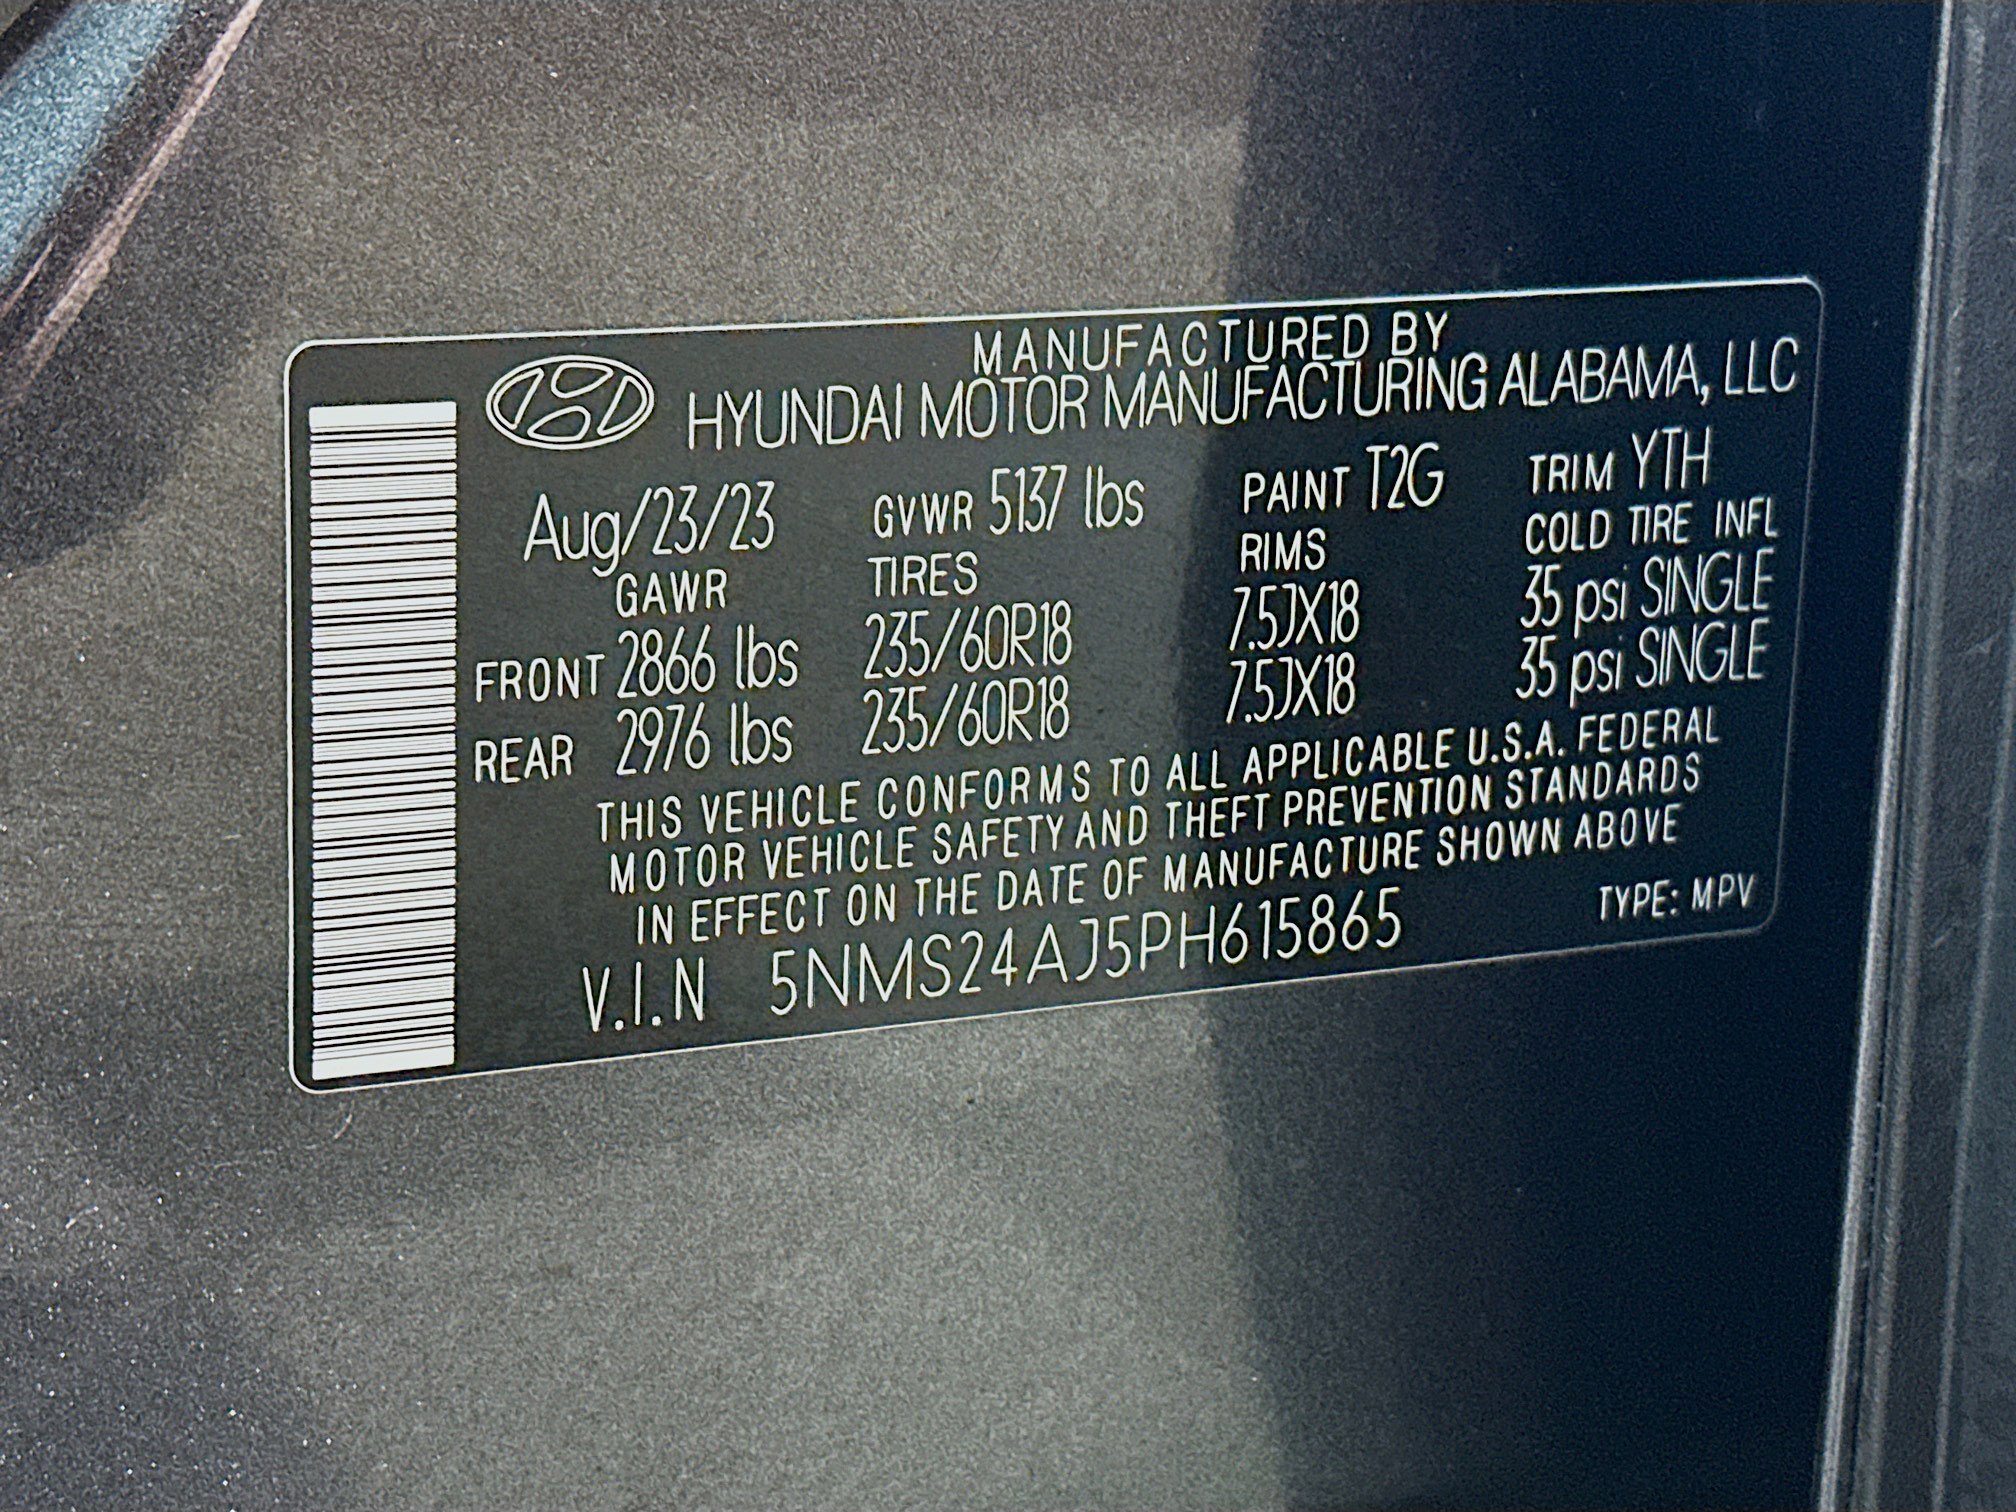 MANUFACTURED BY
HYUNDAI MOTOR MANUFACTURING ALABAMA, LLC
Aug/23/23 GVWR 5137 lbs PAINT T2G TRIM YTH
GAWR TIRES RIMS COLD TIRE INFL
FRONT 2866 lbs 235/60R18 7.5JX18 35 psi SINGLE
REAR 2976 lbs 235/60R18 7.5JX18 35 psi SINGLE
THIS VEHICLE CONFORMS TO ALL APPLICABLE U.S.A. FEDERAL
MOTOR VEHICLE SAFETY AND THEFT PREVENTION STANDARDS
IN EFFECT ON THE DATE OF MANUFACTURE SHOWN ABOVE
V.I.N 5NMS24AJ5PH615865 TYPE: MPV